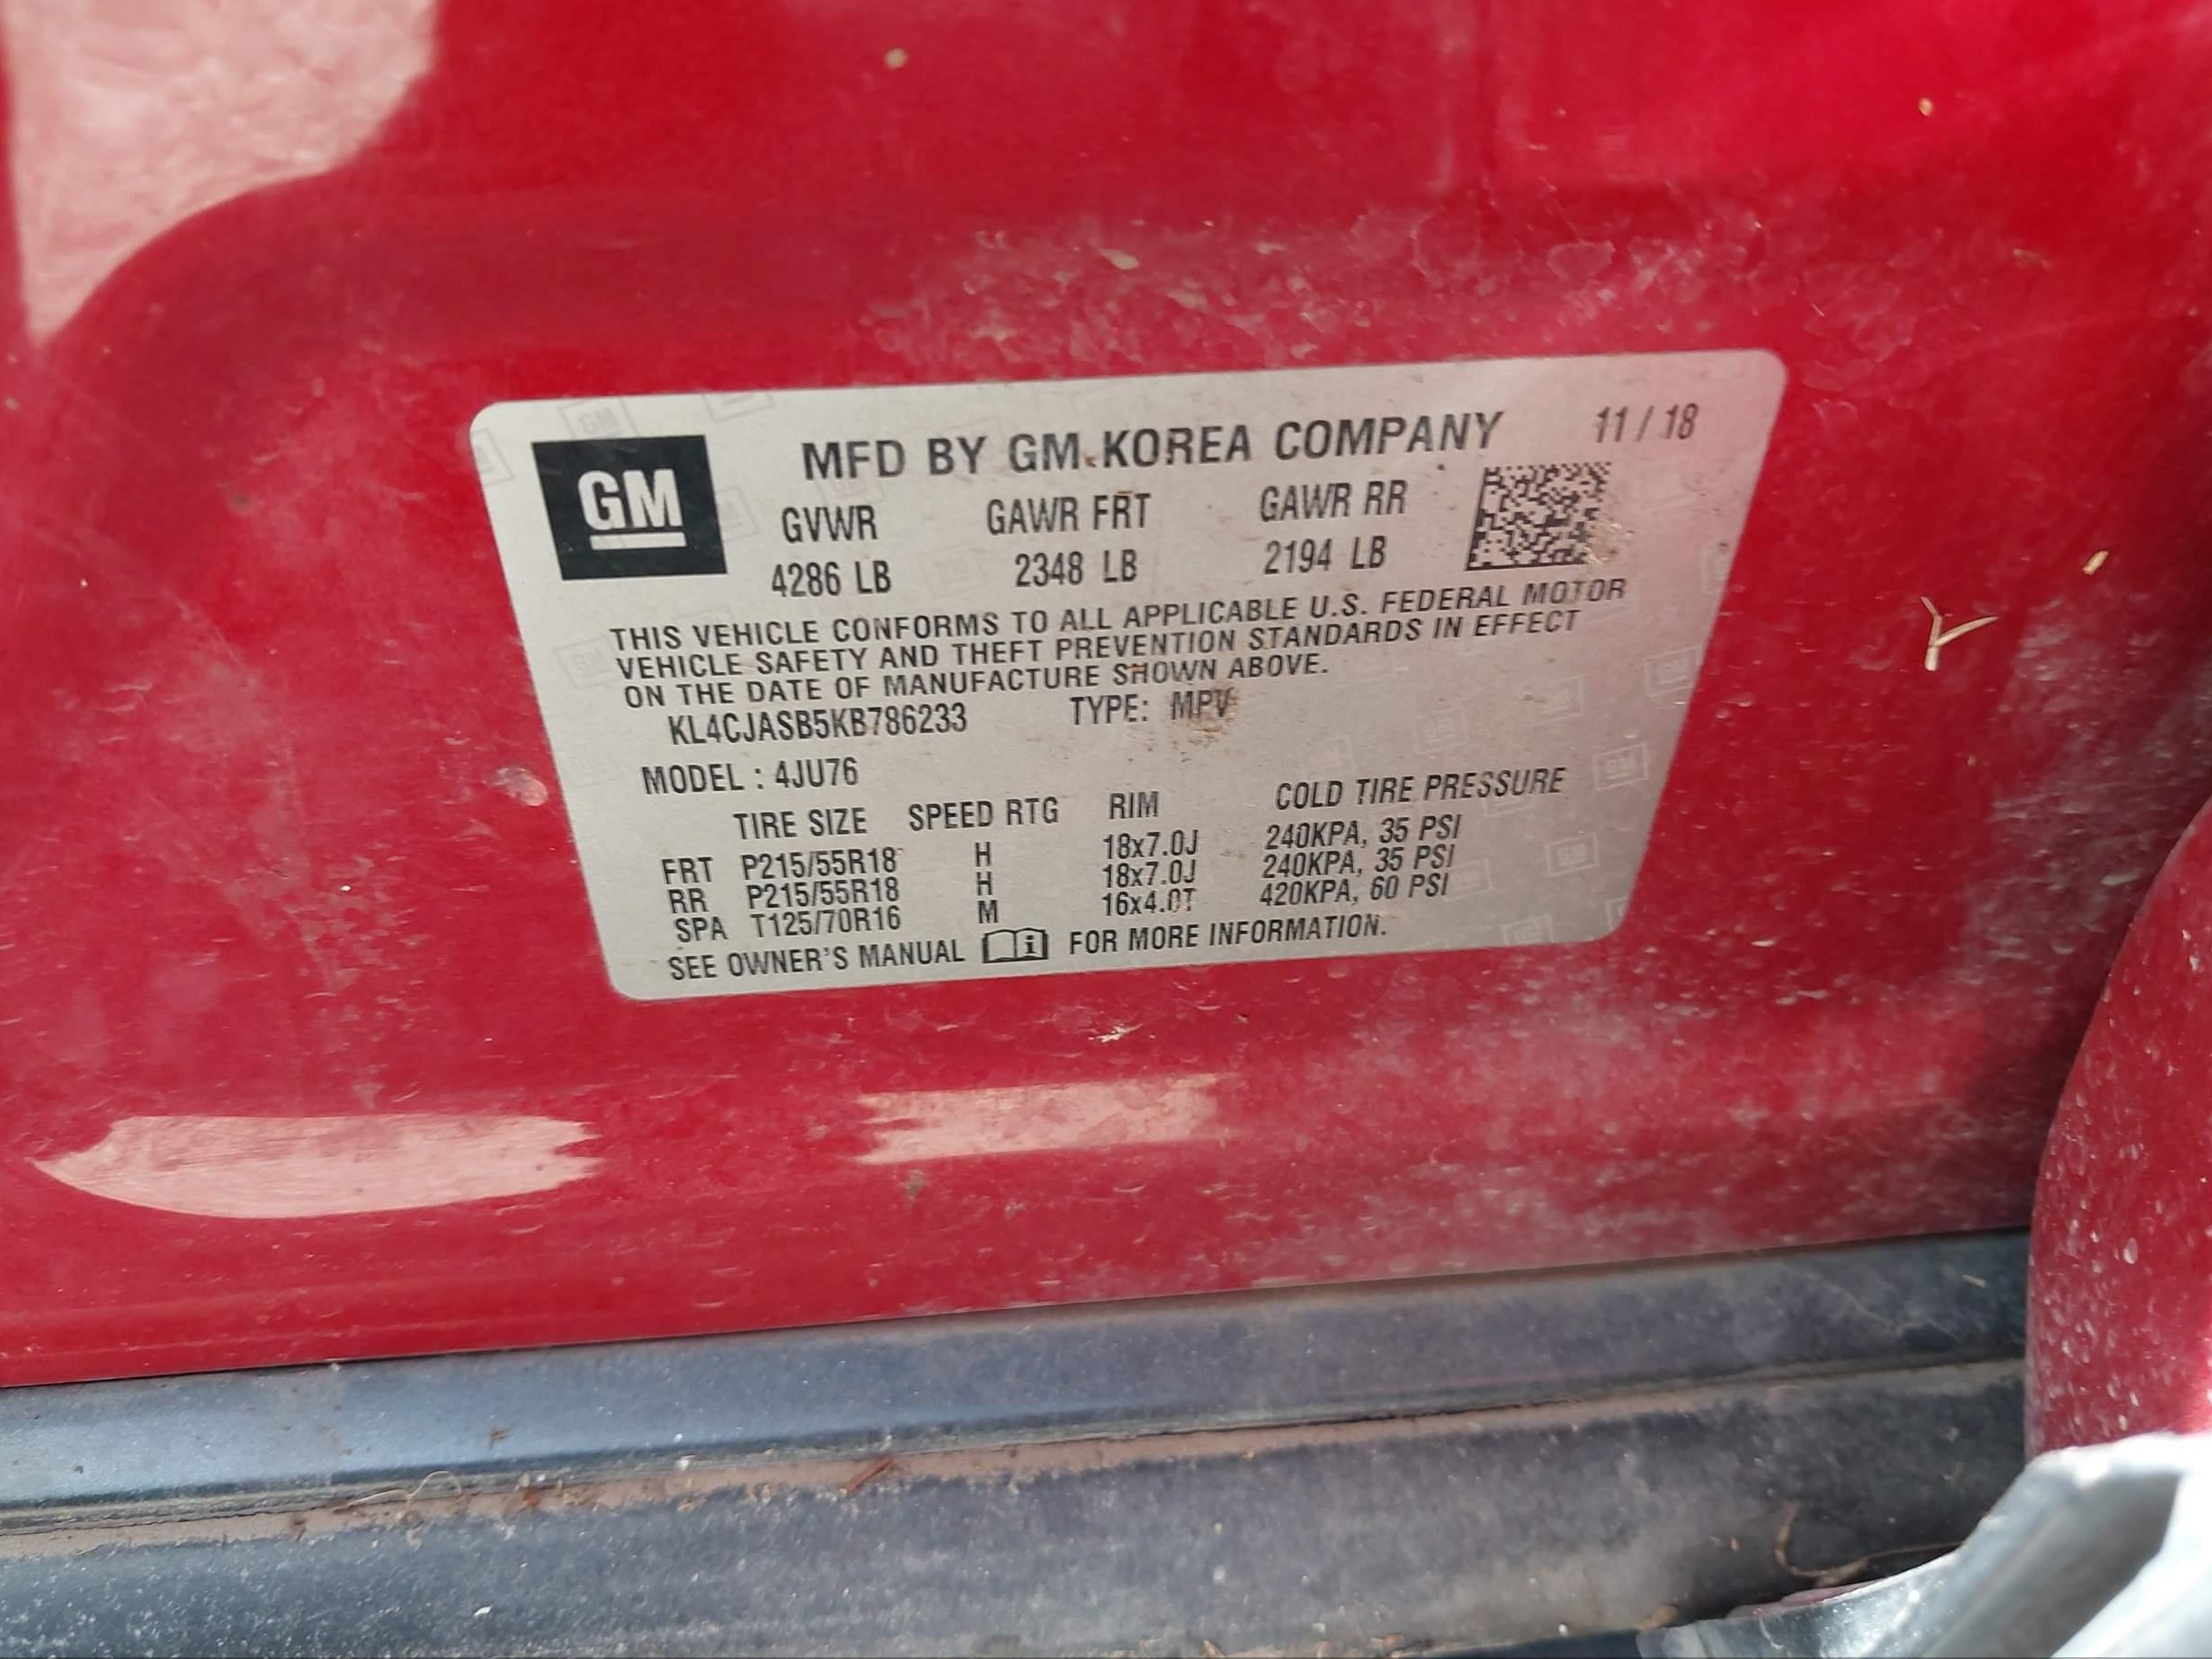 GM
MFD BY GM KOREA COMPANY 11 / 18
GVWR GAWR FRT GAWR RR
4286 LB 2348 LB 2194 LB
THIS VEHICLE CONFORMS TO ALL APPLICABLE U.S. FEDERAL MOTOR
VEHICLE SAFETY AND THEFT PREVENTION STANDARDS IN EFFECT
ON THE DATE OF MANUFACTURE SHOWN ABOVE.
KL4CJASB5KB786233 TYPE: MPV
MODEL : 4JU76
TIRE SIZE SPEED RTG RIM COLD TIRE PRESSURE
FRT P215/55R18 H 18x7.0J 240KPA, 35 PSI
RR P215/55R18 H 18x7.0J 240KPA, 35 PSI
SPA T125/70R16 M 16x4.0T 420KPA, 60 PSI
SEE OWNER'S MANUAL FOR MORE INFORMATION.